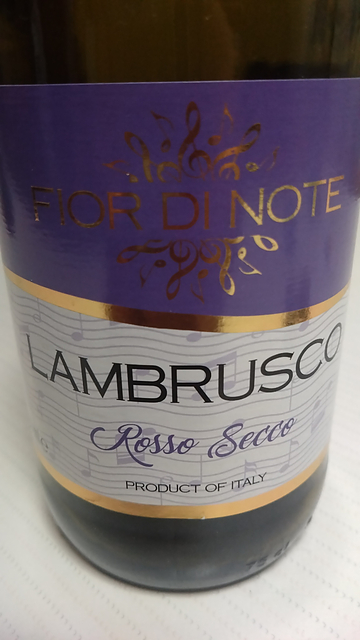 FIOR DI NOTE
LAMBRUSCO
Rosso Secco
PRODUCT OF ITALY